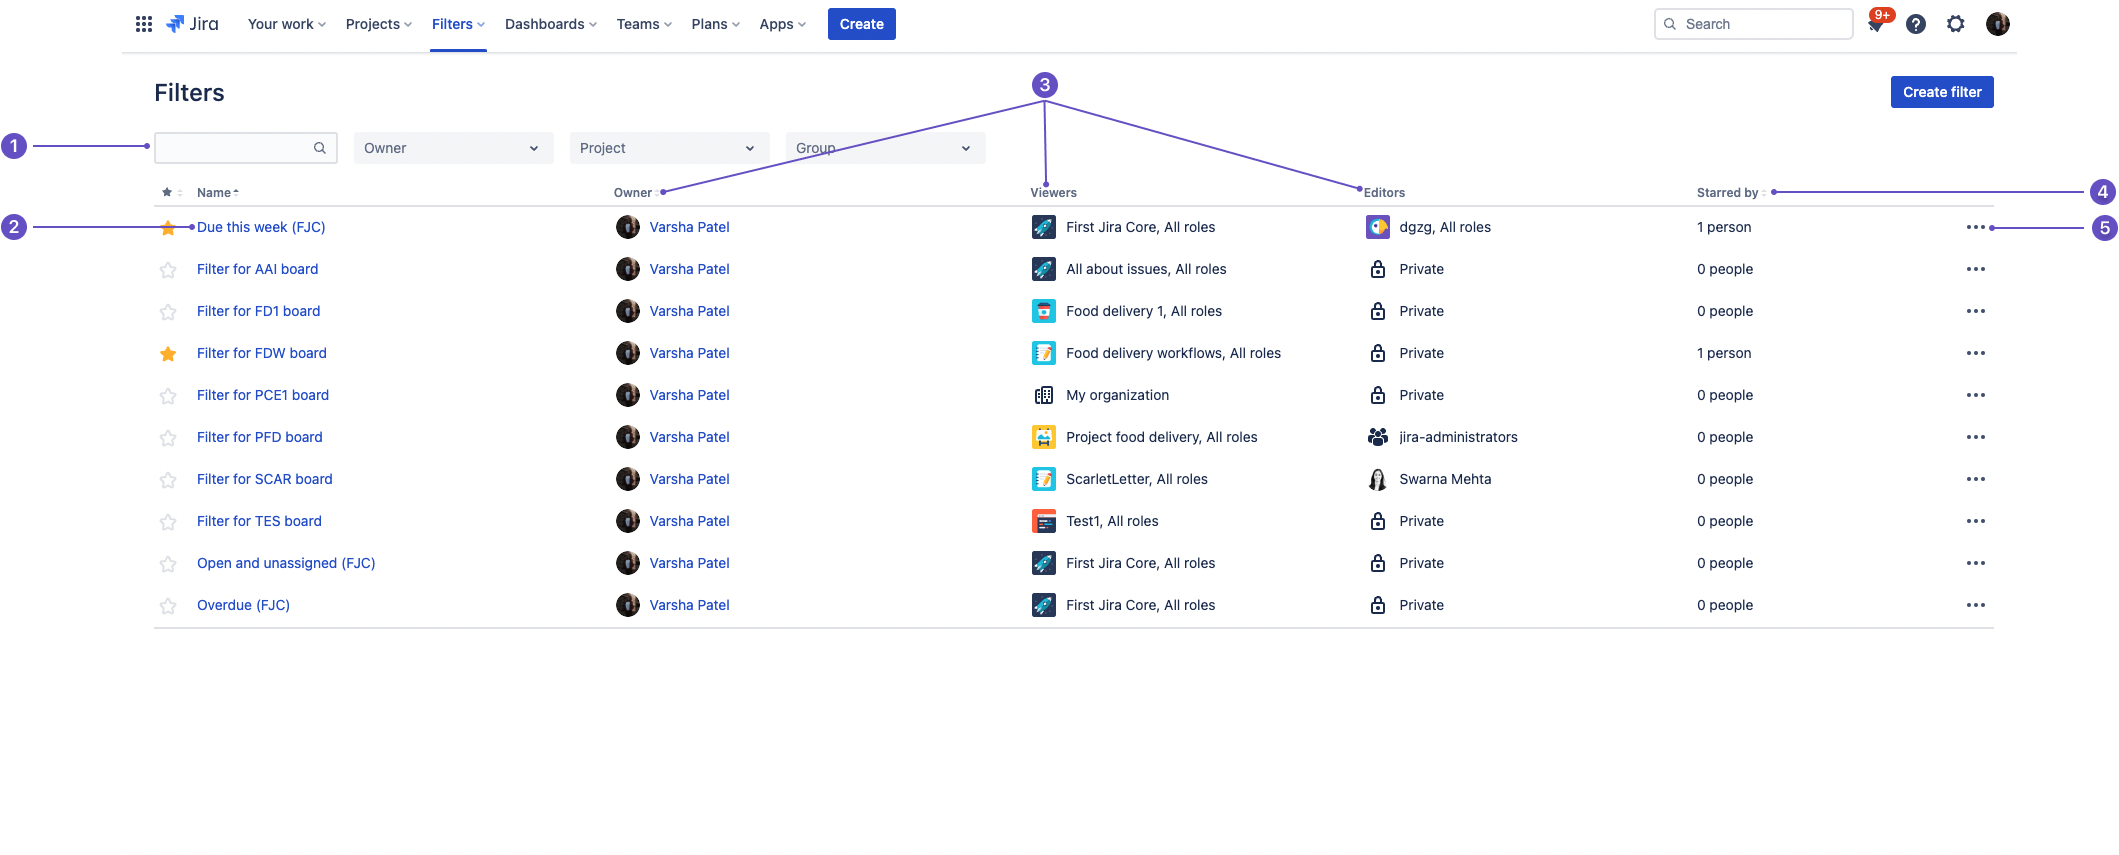 Jira Your work Projects Filters Dashboards Teams Plans Apps Create Search 9+ ?
Filters 3 Create filter
1 Owner Project Group
Name Owner Viewers Editors Starred by 4
2 Due this week (FJC) Varsha Patel First Jira Core, All roles dgzg, All roles 1 person 5
Filter for AAI board Varsha Patel All about issues, All roles Private 0 people
Filter for FD1 board Varsha Patel Food delivery 1, All roles Private 0 people
Filter for FDW board Varsha Patel Food delivery workflows, All roles Private 1 person
Filter for PCE1 board Varsha Patel My organization Private 0 people
Filter for PFD board Varsha Patel Project food delivery, All roles jira-administrators 0 people
Filter for SCAR board Varsha Patel ScarletLetter, All roles Swarna Mehta 0 people
Filter for TES board Varsha Patel Test1, All roles Private 0 people
Open and unassigned (FJC) Varsha Patel First Jira Core, All roles Private 0 people
Overdue (FJC) Varsha Patel First Jira Core, All roles Private 0 people